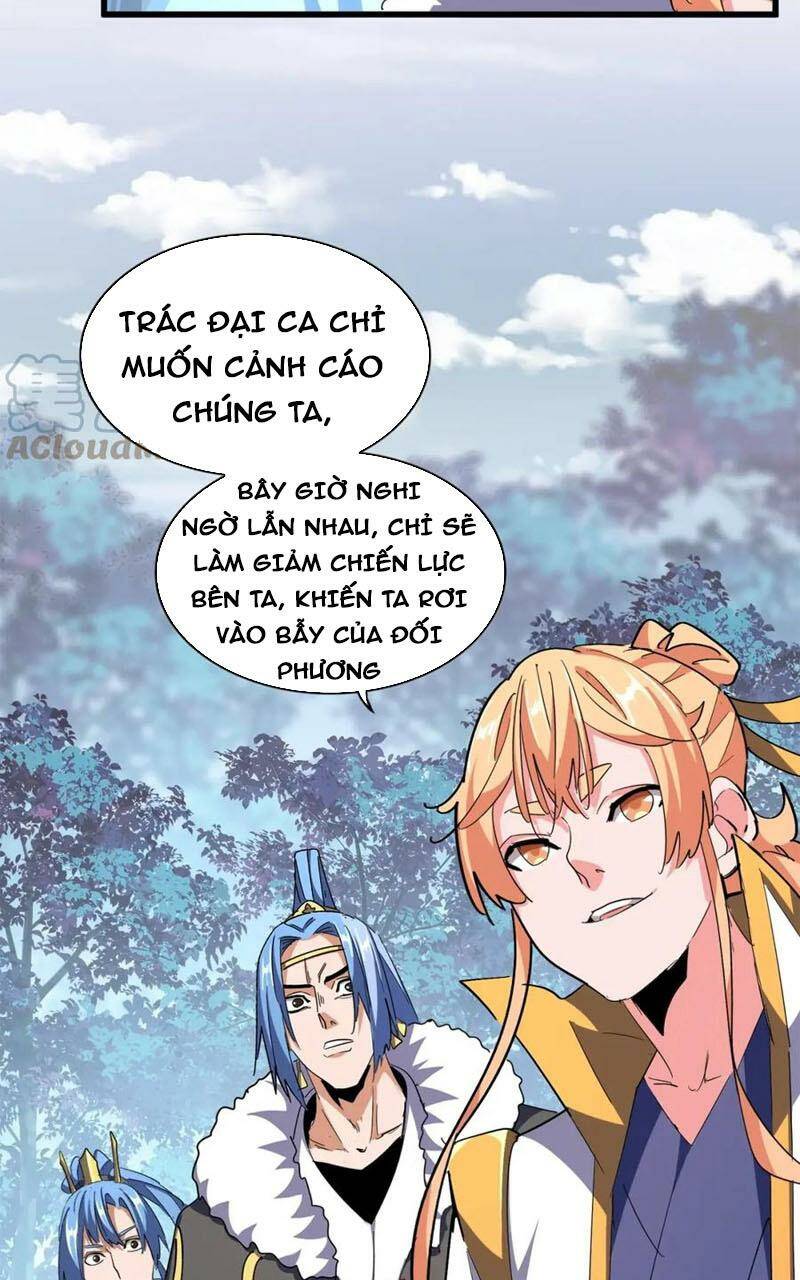 TRÁC ĐẠI CA CHỈ
MUỐN CẢNH CÁO
CHÚNG TA,
BÂY GIỜ NGHI
NGỜ LẪN NHAU, CHỈ SẼ
LÀM GIẢM CHIẾN LỰC
BÊN TA, KHIẾN TA RƠI
VÀO BẪY CỦA ĐỐI
PHƯƠNG